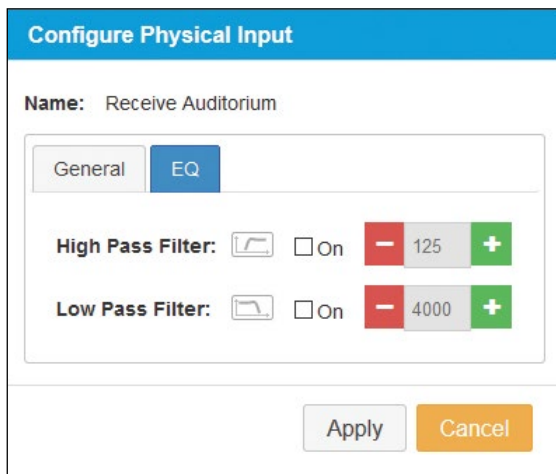 Configure Physical Input
Name: Receive Auditorium
General EQ
High Pass Filter: On − 125 +
Low Pass Filter: On − 4000 +
Apply Cancel